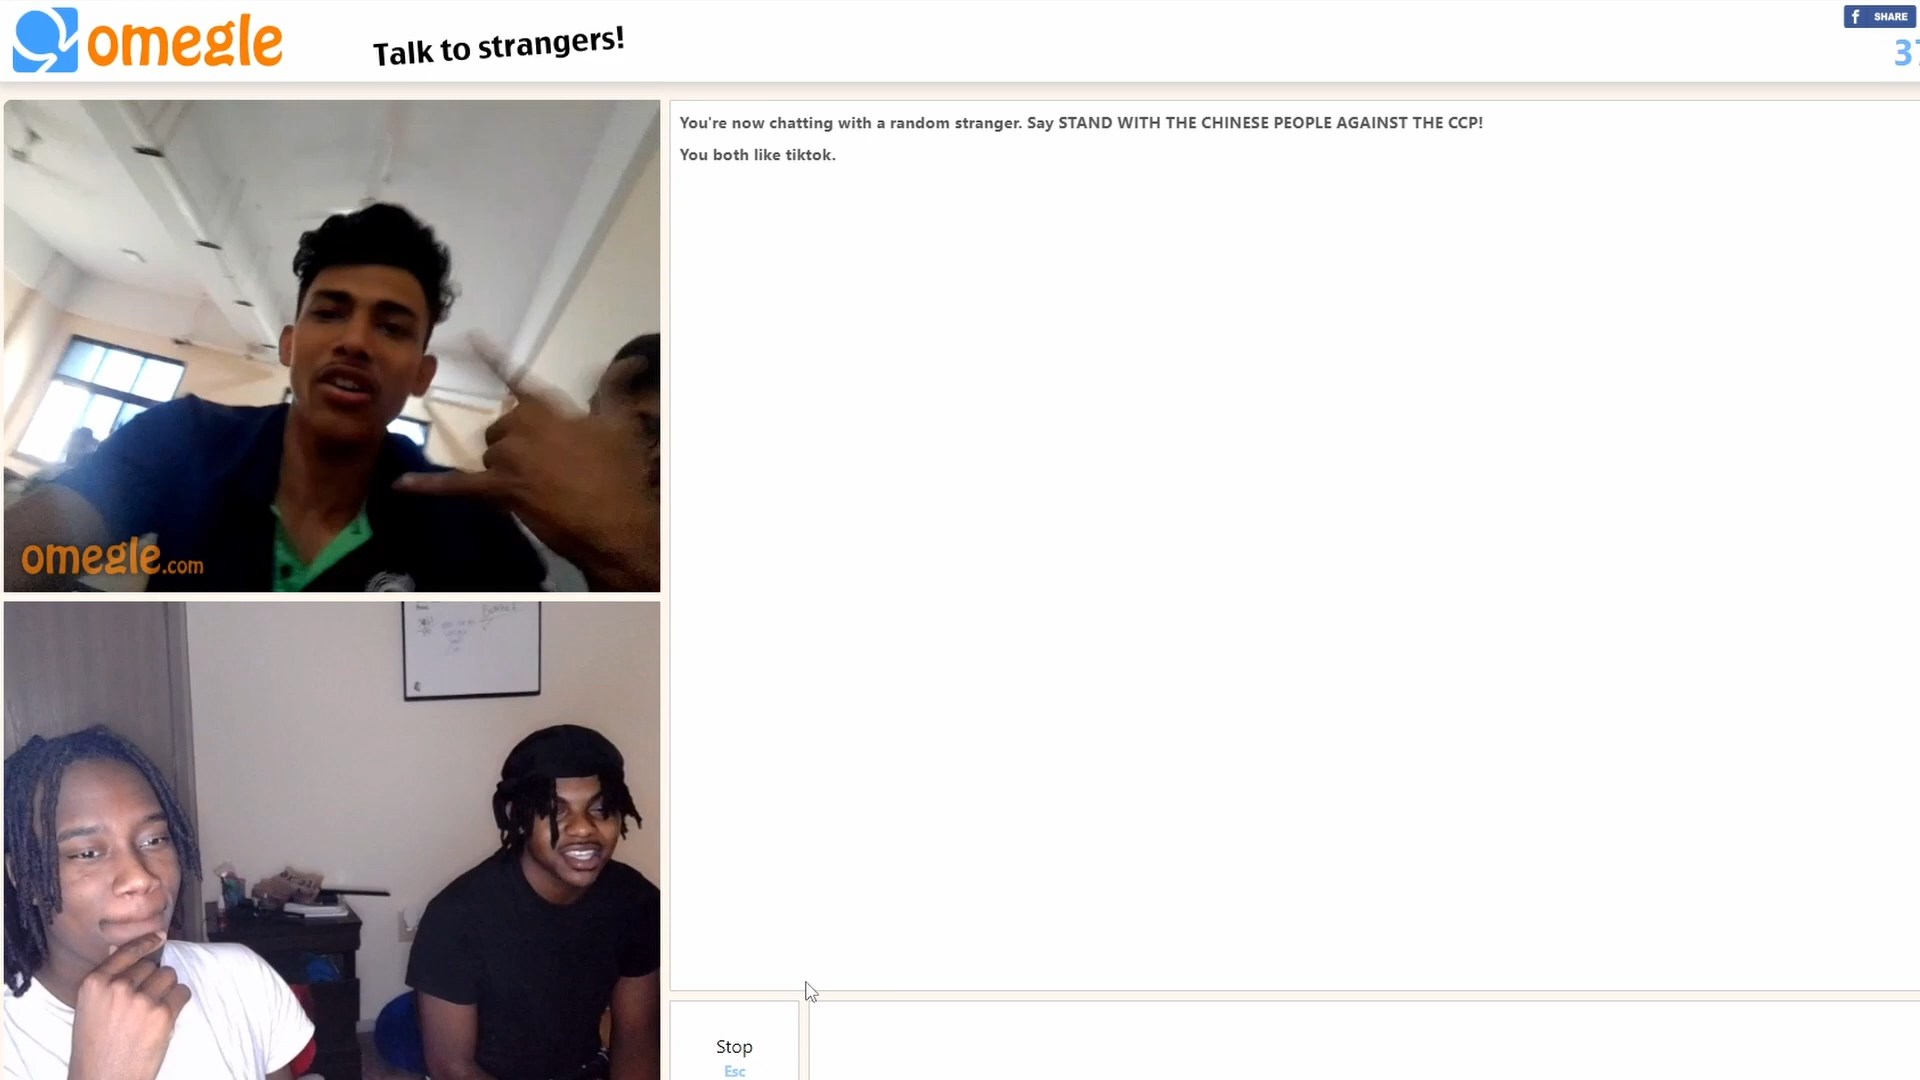 omegle
Talk to strangers!
f SHARE
37
You're now chatting with a random stranger. Say STAND WITH THE CHINESE PEOPLE AGAINST THE CCP!
You both like tiktok.
omegle.com
Stop
Esc